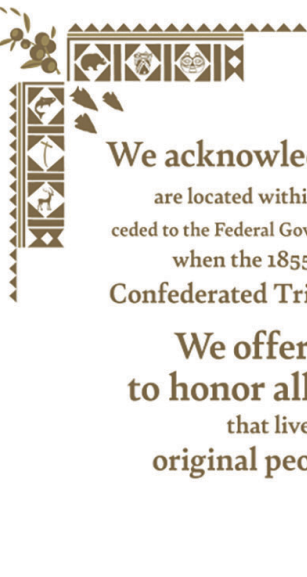 We acknowle
are located withi
ceded to the Federal Gov
when the 1855
Confederated Tri
We offer
to honor all
that live
original peo